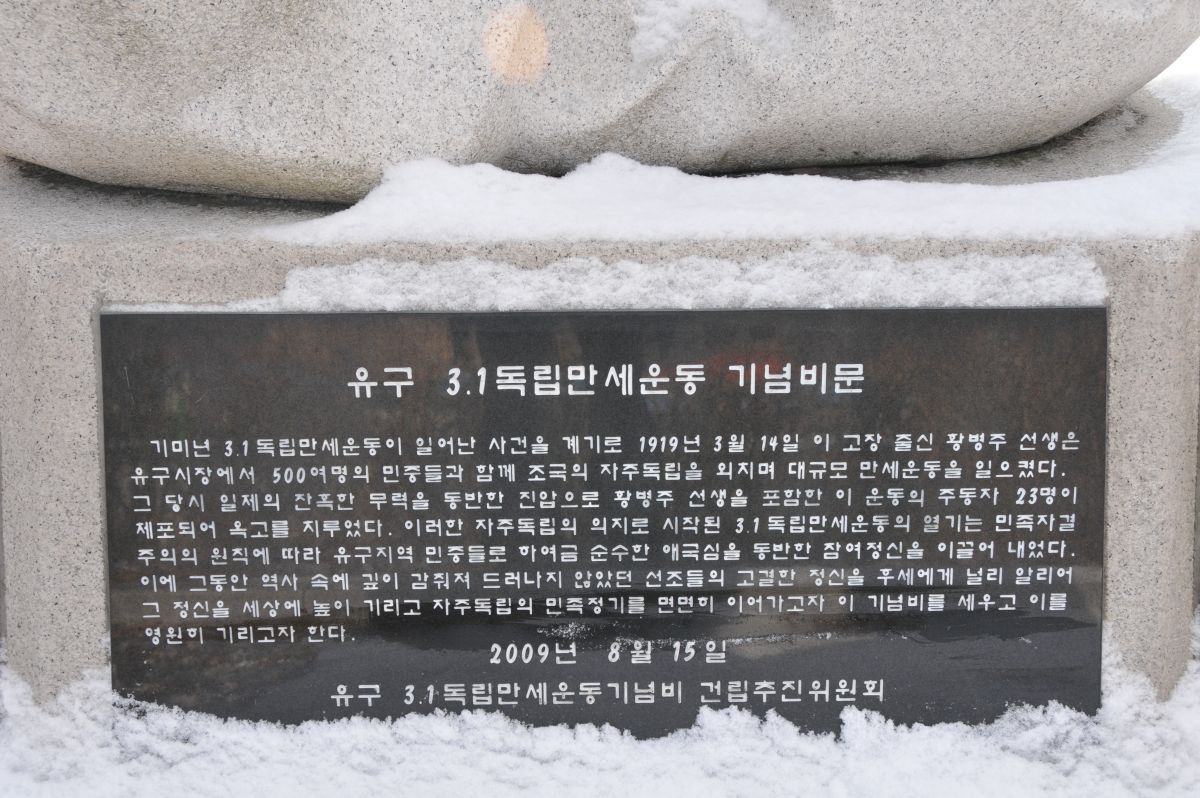 유구 3.1독립만세운동 기념비문
기미년 3.1독립만세운동이 일어난 사건을 계기로 1919년 3월 14일 이 고장 출신 황병주 선생은
유구시장에서 500여명의 민중들과 함께 조국의 자주독립을 외치며 대규모 만세운동을 일으켰다.
그 당시 일제의 잔혹한 무력을 동반한 진압으로 황병주 선생을 포함한 이 운동의 주동자 23명이
체포되어 옥고를 치루었다. 이러한 자주독립의 의지로 시작된 3.1독립만세운동의 열기는 민족자결
주의의 원칙에 따라 유구지역 민중들로 하여금 순수한 애국심을 동반한 참여정신을 이끌어 내었다.
이에 그동안 역사 속에 깊이 감춰져 드러나지 않았던 선조들의 고결한 정신을 후세에게 널리 알리어
그 정신을 세상에 높이 기리고 자주독립의 민족정기를 면면히 이어가고자 이 기념비를 세우고 이를
영원히 기리고자 한다.
2009년 8월 15일
유구 3.1독립만세운동기념비 건립추진위원회